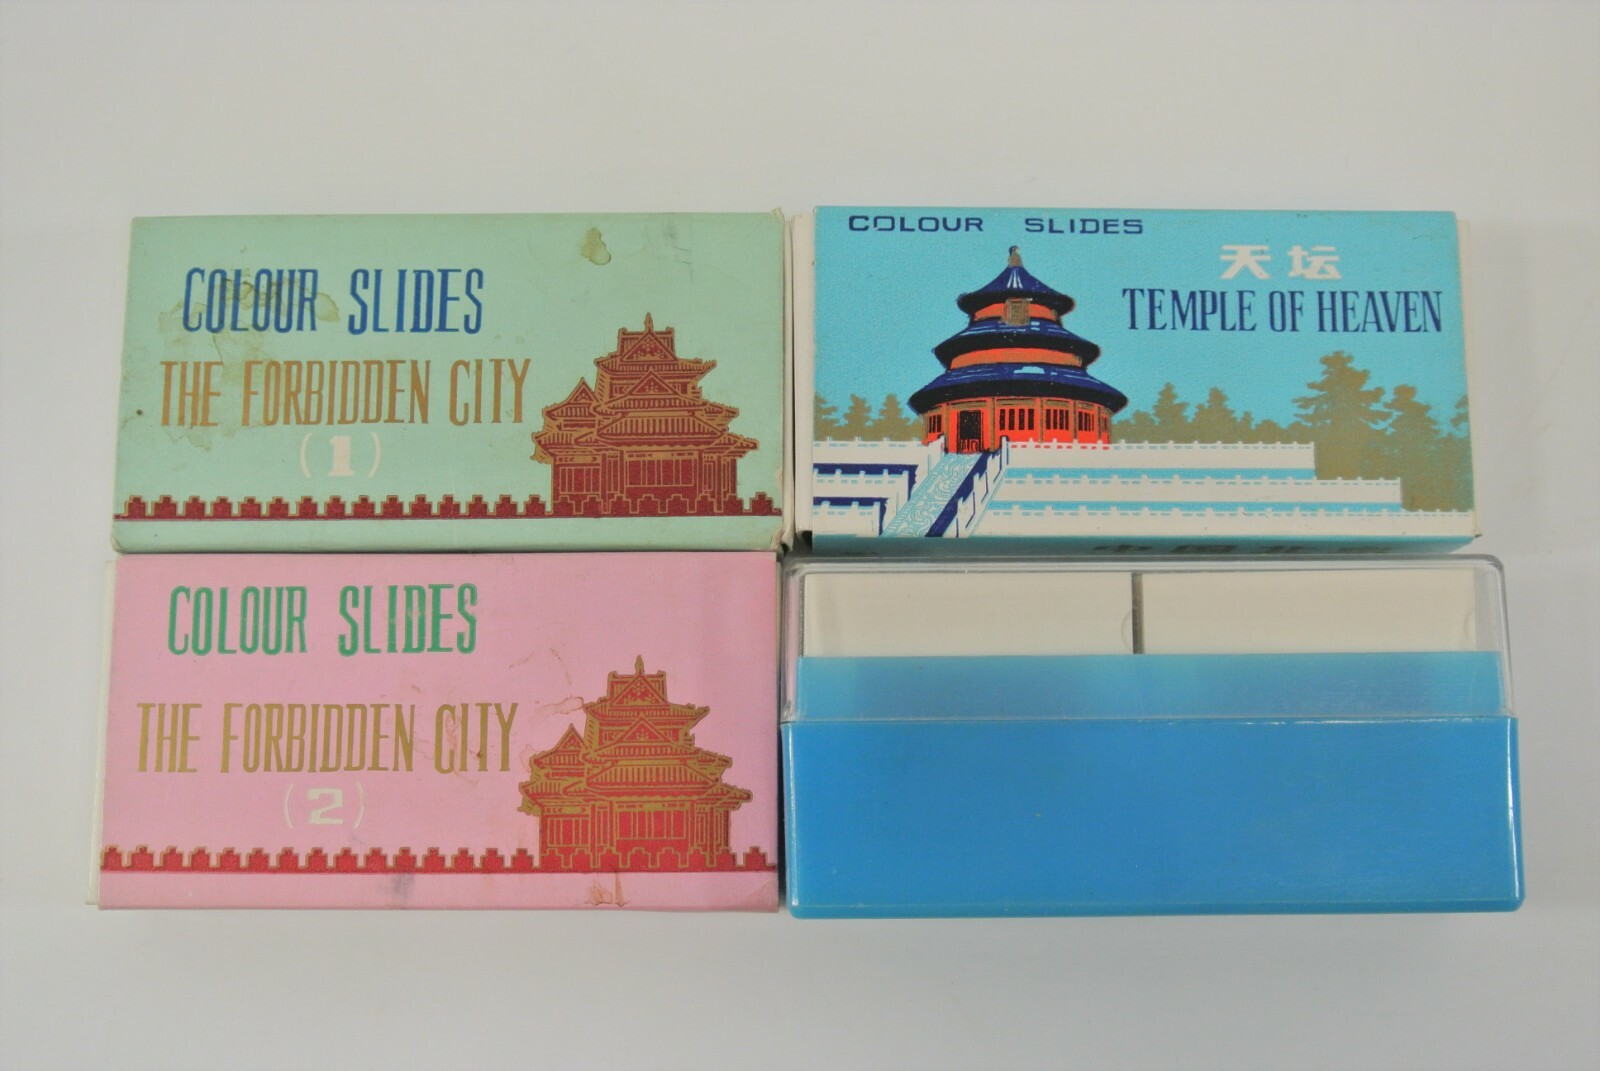 COLOUR SLIDES
THE FORBIDDEN CITY
(1)
COLOUR SLIDES
天坛
TEMPLE OF HEAVEN
COLOUR SLIDES
THE FORBIDDEN CITY
(2)